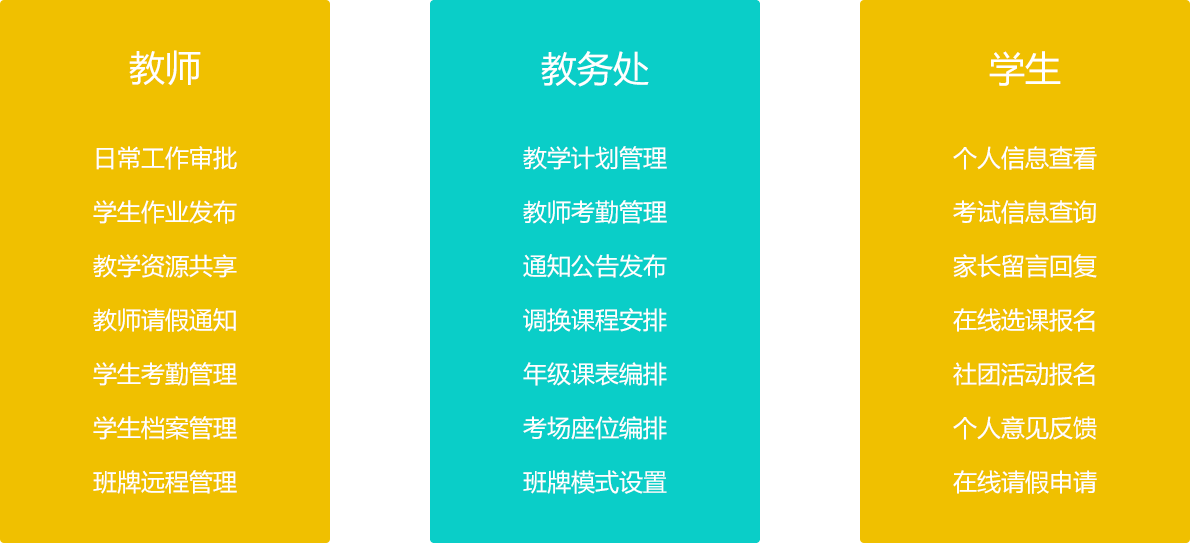 教师
日常工作审批
学生作业发布
教学资源共享
教师请假通知
学生考勤管理
学生档案管理
班牌远程管理
教务处
教学计划管理
教师考勤管理
通知公告发布
调换课程安排
年级课表编排
考场座位编排
班牌模式设置
学生
个人信息查看
考试信息查询
家长留言回复
在线选课报名
社团活动报名
个人意见反馈
在线请假申请